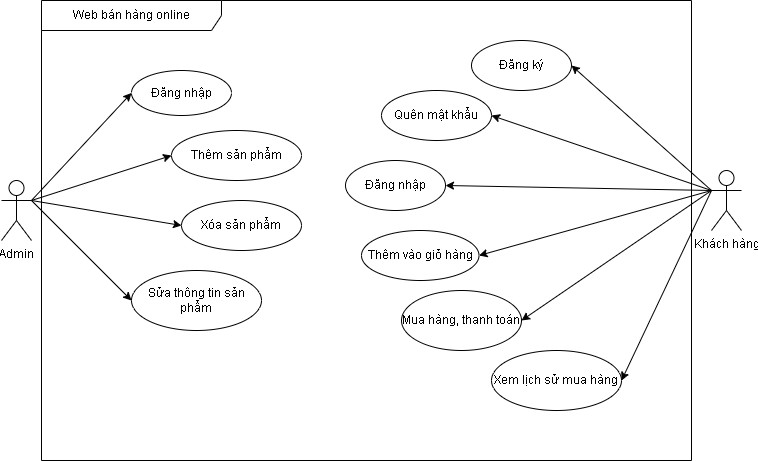 Web bán hàng online
Đăng nhập
Thêm sản phẩm
Xóa sản phẩm
Sửa thông tin sản
phẩm
Admin
Đăng ký
Quên mật khẩu
Đăng nhập
Thêm vào giỏ hàng
Mua hàng, thanh toán
Xem lịch sử mua hàng
Khách hàng